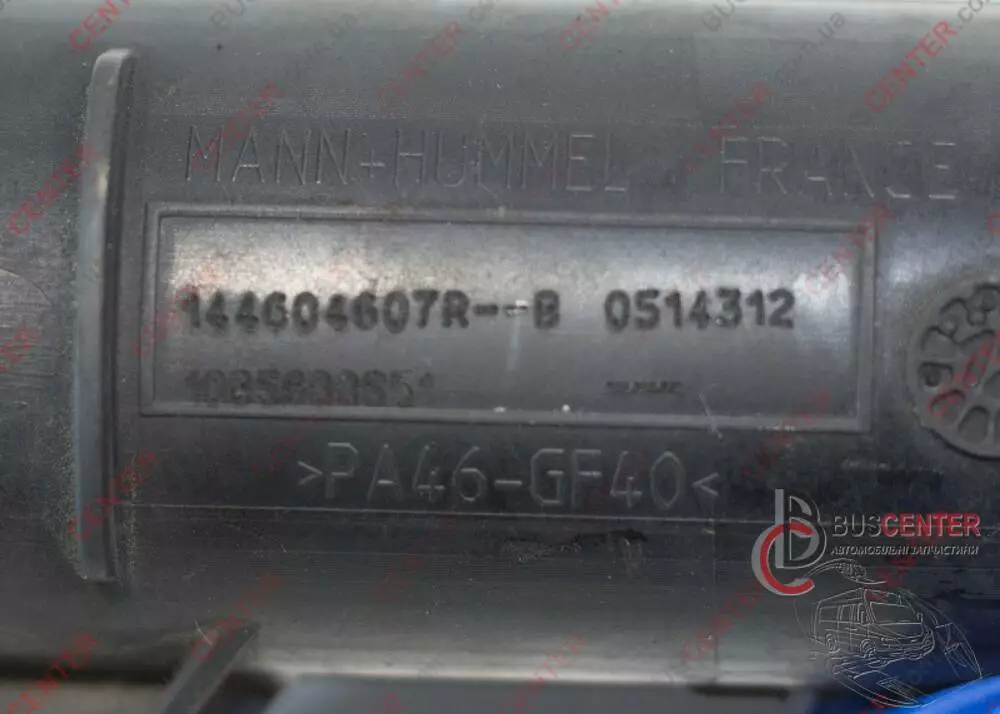 MANN+HUMMEL FRANCE
144604607R--B 0514312
>PA46-GF40<
BUSCENTER
АВТОМОБІЛЬНІ ЗАПЧАСТИНИ